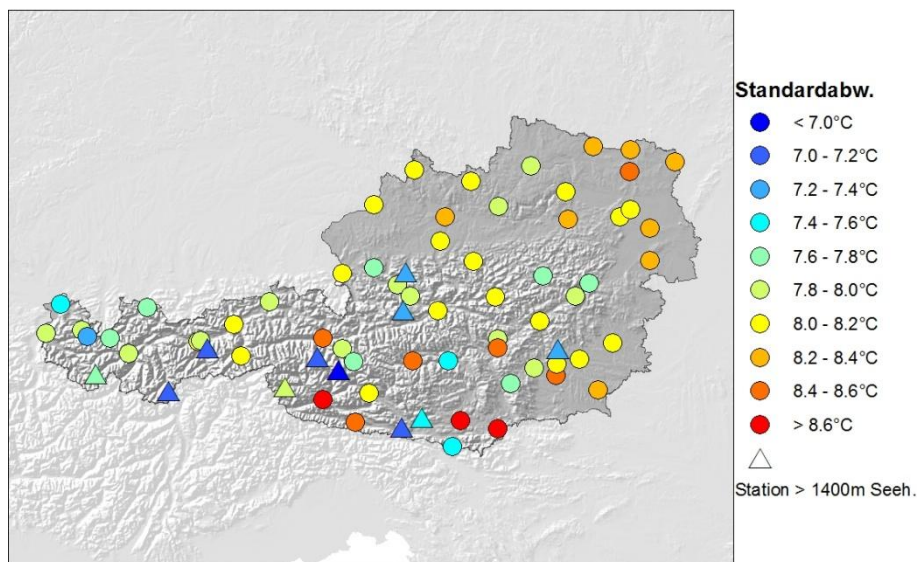 Standardabw.
< 7.0°C
7.0 - 7.2°C
7.2 - 7.4°C
7.4 - 7.6°C
7.6 - 7.8°C
7.8 - 8.0°C
8.0 - 8.2°C
8.2 - 8.4°C
8.4 - 8.6°C
> 8.6°C
Station > 1400m Seeh.